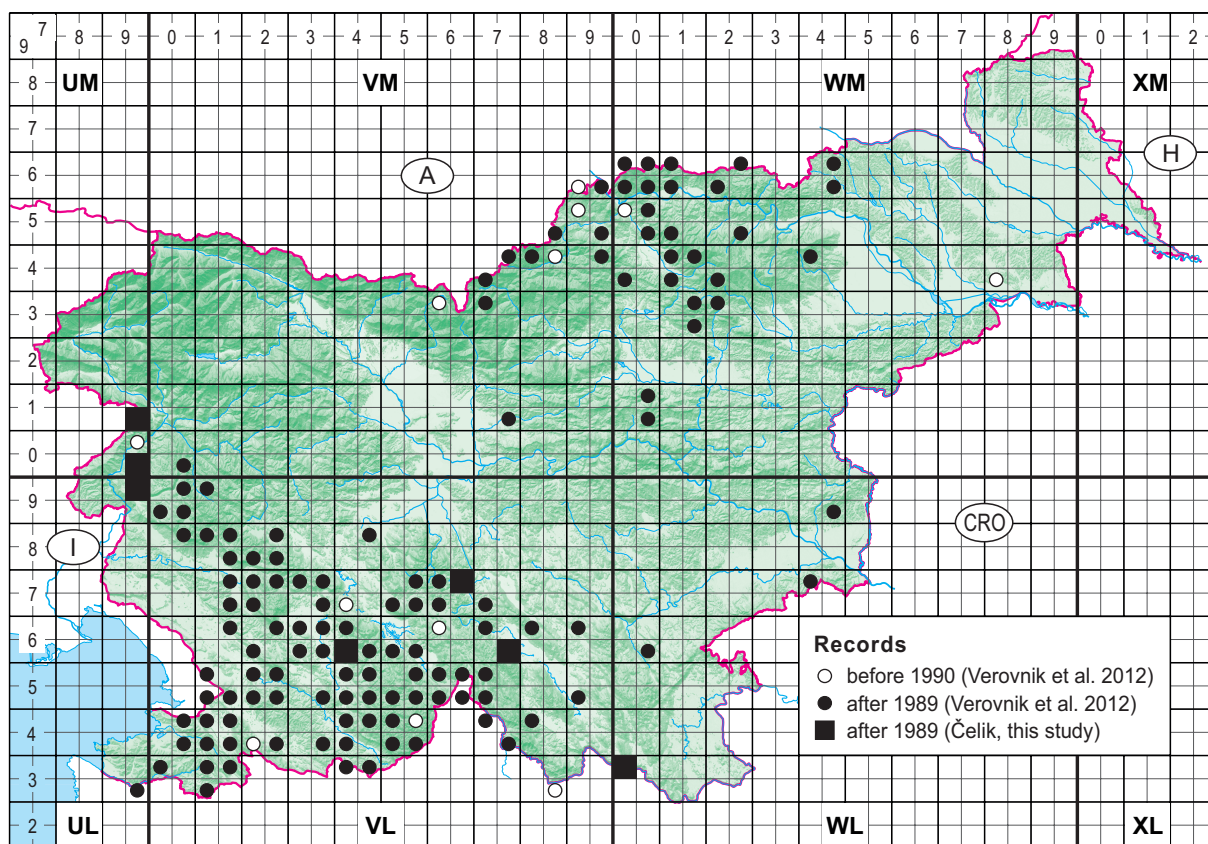 7
9
8 9 0 1 2 3 4 5 6 7 8 9 0 1 2 3 4 5 6 7 8 9 0 1 2
UM VM WM XM
8
7
H
A
6
5
4
3
2
1
0
9
CRO
I
8
7
6
Records
before 1990 (Verovnik et al. 2012)
5
after 1989 (Verovnik et al. 2012)
after 1989 (Čelik, this study)
4
3
2
UL VL WL XL